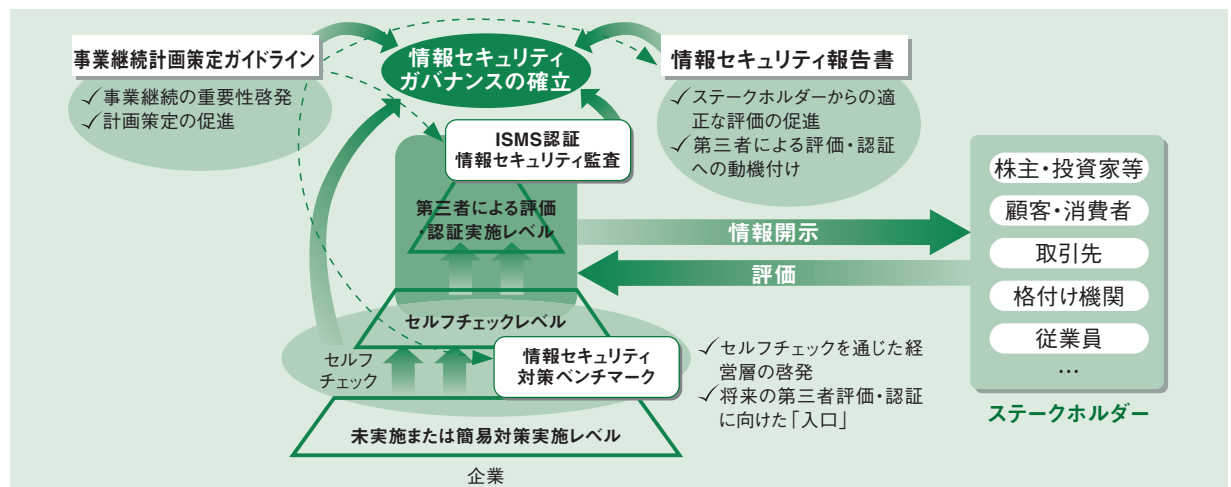 事業継続計画策定ガイドライン
✓事業継続の重要性啓発
✓計画策定の促進
情報セキュリティ
ガバナンスの確立
情報セキュリティ報告書
✓ステークホルダーからの適
正な評価の促進
✓第三者による評価・認証
への動機付け
ISMS認証
情報セキュリティ監査
第三者による評価
・認証実施レベル
情報開示
評価
株主・投資家等
顧客・消費者
取引先
格付け機関
従業員
…
ステークホルダー
セルフチェックレベル
セルフ
チェック
情報セキュリティ
対策ベンチマーク
✓セルフチェックを通じた経
営層の啓発
✓将来の第三者評価・認証
に向けた「入口」
未実施または簡易対策実施レベル
企業